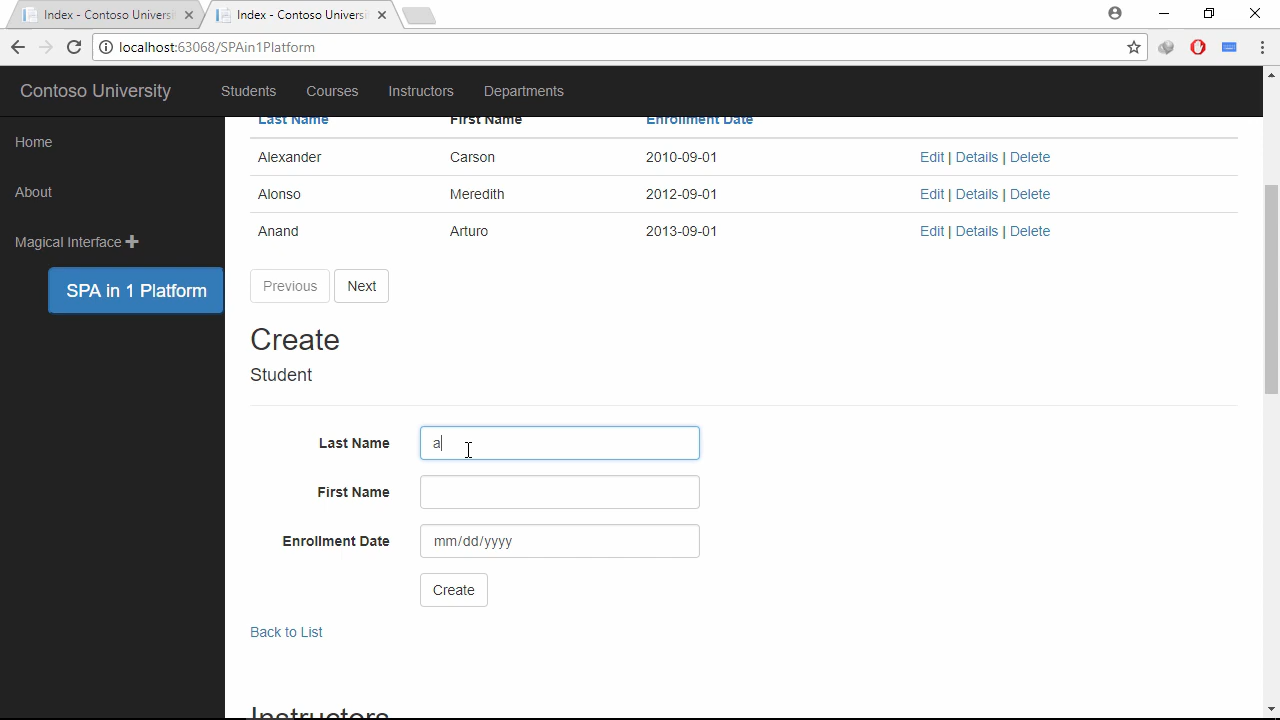 Index - Contoso Universi
Index - Contoso Universi
localhost:63068/SPAin1Platform
Contoso University Students Courses Instructors Departments
Home
About
Magical Interface
SPA in 1 Platform
Last Name First Name Enrollment Date
Alexander Carson 2010-09-01 Edit | Details | Delete
Alonso Meredith 2012-09-01 Edit | Details | Delete
Anand Arturo 2013-09-01 Edit | Details | Delete
Previous Next
Create
Student
Last Name a
First Name
Enrollment Date mm/dd/yyyy
Create
Back to List
Instructors